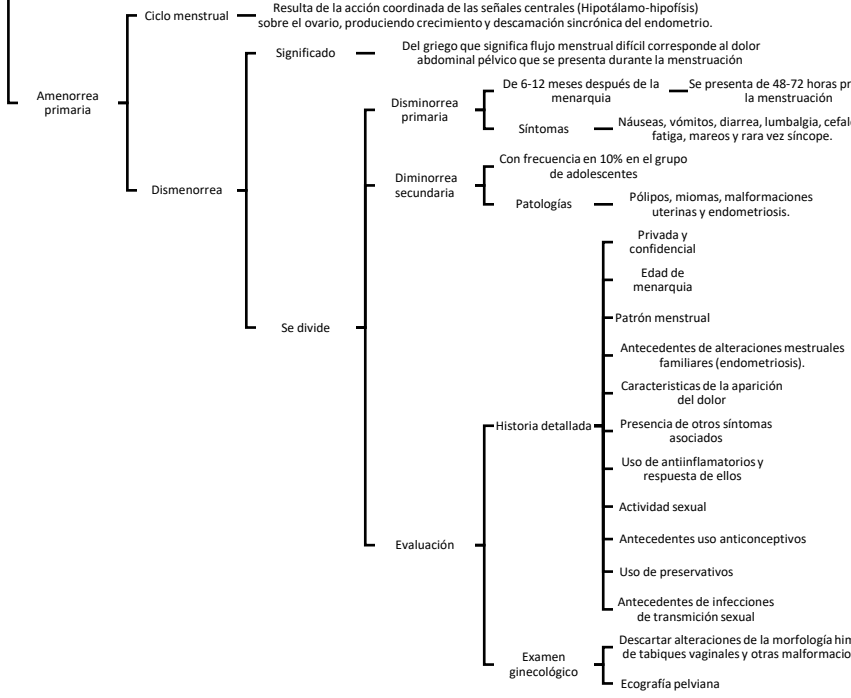 Resulta de la acción coordinada de las señales centrales (Hipotálamo-hipofísis)
sobre el ovario, produciendo crecimiento y descamación sincrónica del endometrio.
Ciclo menstrual
Significado
Del griego que significa flujo menstrual difícil corresponde al dolor
abdominal pélvico que se presenta durante la menstruación
Amenorrea
primaria
Disminorrea
primaria
De 6-12 meses después de la
menarquia
Se presenta de 48-72 horas
la menstruación
Síntomas
Náuseas, vómitos, diarrea, lumbalgia,
fatiga, mareos y rara vez síncope.
Dismenorrea
Diminorrea
secundaria
Con frecuencia en 10% en el grupo
de adolescentes
Patologías
Pólipos, miomas, malformaciones
uterinas y endometriosis.
Se divide
Privada y
confidencial
Edad de
menarquia
Patrón menstrual
Antecedentes de alteraciones mestruales
familiares (endometriosis).
Caracteristicas de la aparición
del dolor
Historia detallada
Presencia de otros síntomas
asociados
Uso de antiinflamatorios y
respuesta de ellos
Actividad sexual
Evaluación
Antecedentes uso anticonceptivos
Uso de preservativos
Antecedentes de infecciones
de transmición sexual
Examen
ginecológico
Descartar alteraciones de la morfología
de tabiques vaginales y otras
Ecografía pelviana